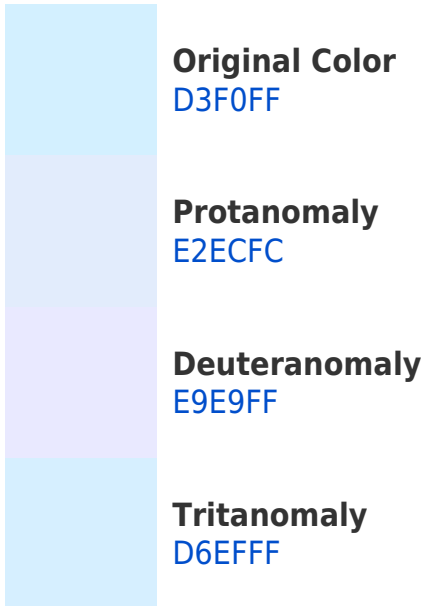 Original Color
D3F0FF
Protanomaly
E2ECFC
Deuteranomaly
E9E9FF
Tritanomaly
D6EFFF